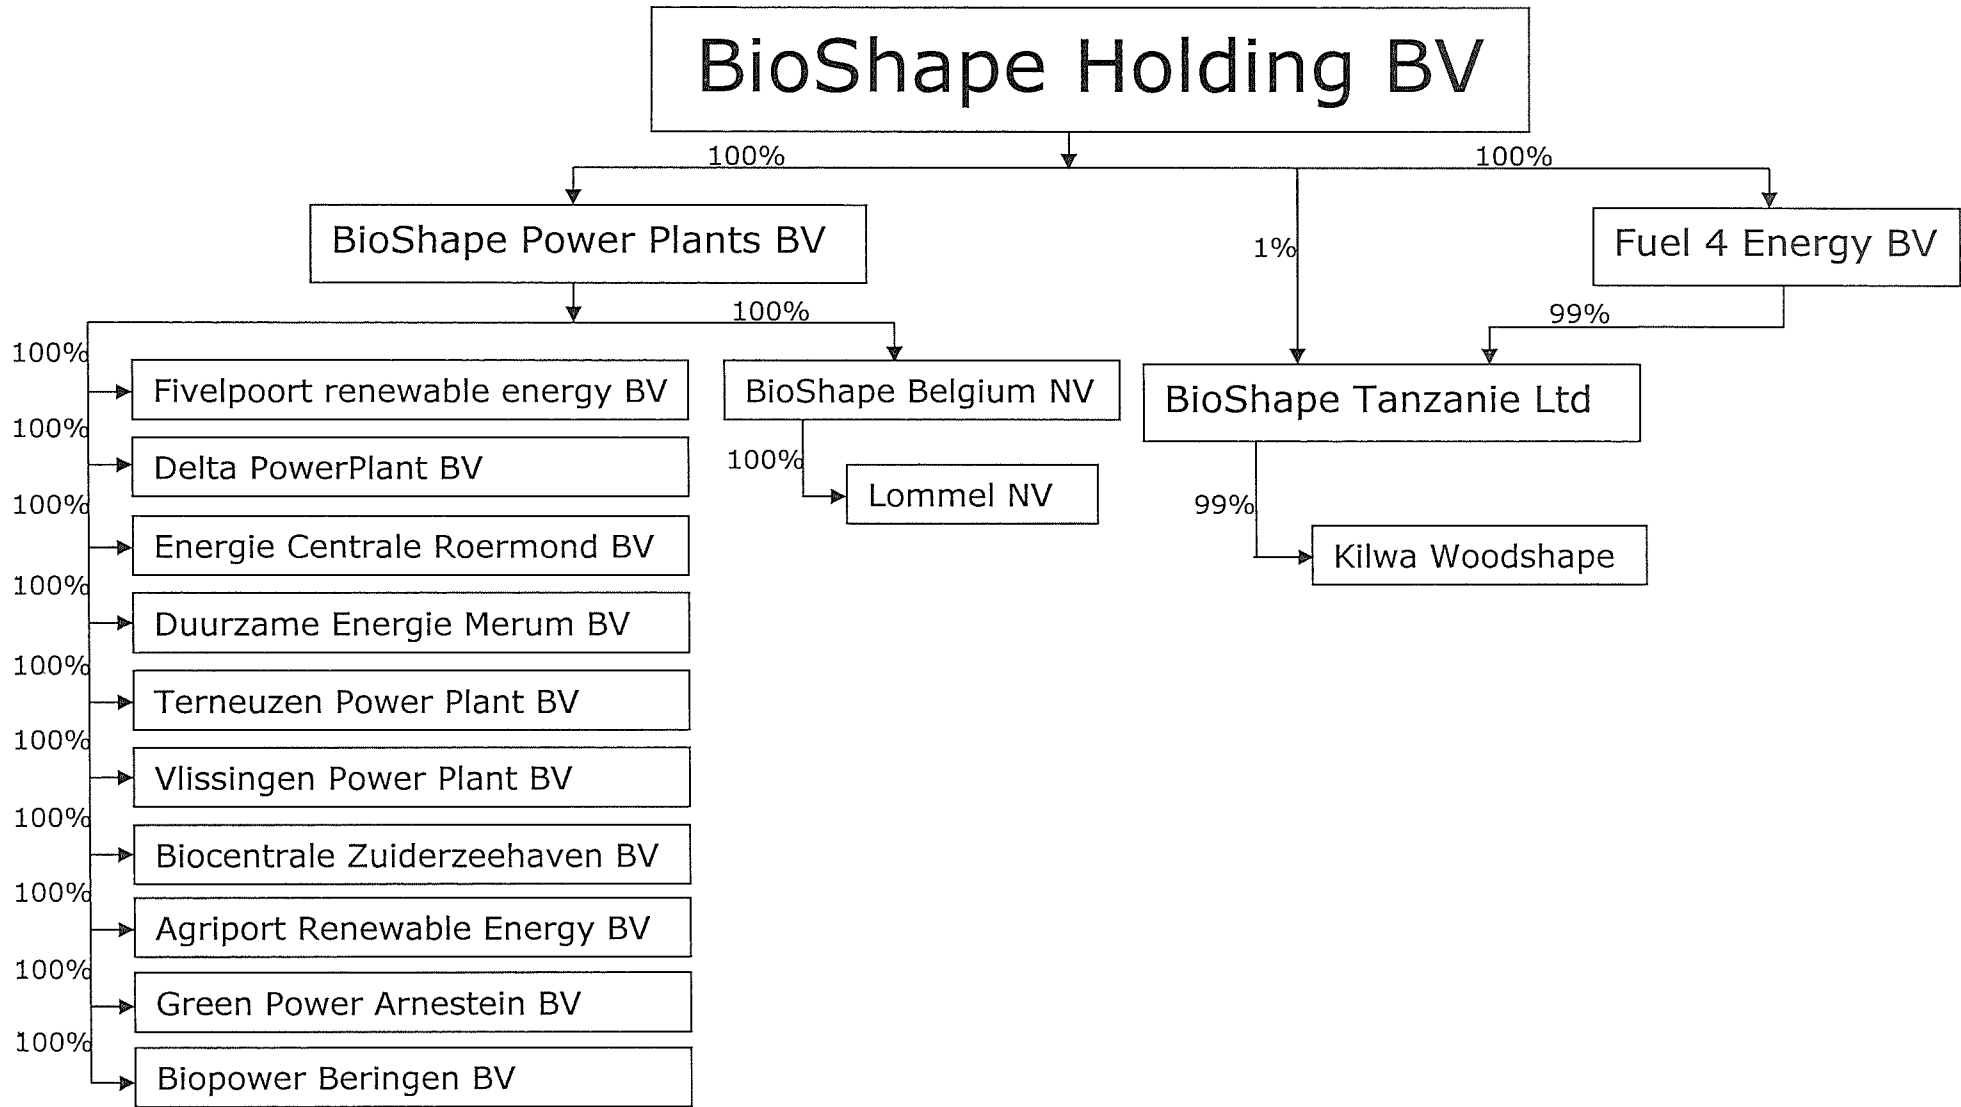 BioShape Holding BV
100%
100%
BioShape Power Plants BV
1%
Fuel 4 Energy BV
100%
99%
100%
Fivelpoort renewable energy BV
BioShape Belgium NV
BioShape Tanzanie Ltd
100%
Delta PowerPlant BV
100%
Lommel NV
99%
Kilwa Woodshape
100%
Energie Centrale Roermond BV
100%
Duurzame Energie Merum BV
100%
Terneuzen Power Plant BV
100%
Vlissingen Power Plant BV
100%
Biocentrale Zuiderzeehaven BV
100%
Agriport Renewable Energy BV
100%
Green Power Arnestein BV
100%
Biopower Beringen BV